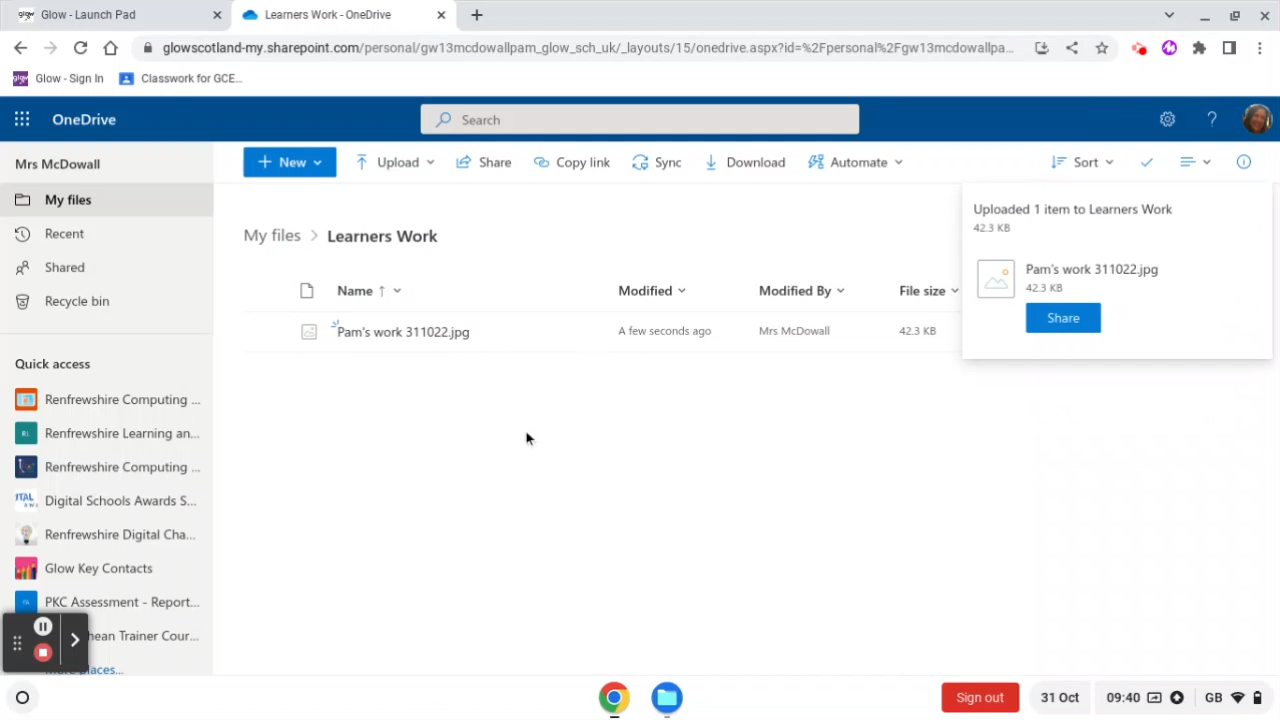 Glow - Launch Pad
Learners Work - OneDrive
glowscotland-my.sharepoint.com/personal/gw13mcdowallpam_glow_sch_uk/_layouts/15/onedrive.aspx?id=%2Fpersonal%2Fgw13mcdowallpa...
Glow - Sign In
Classwork for GCE...
OneDrive
Search
Mrs McDowall
New
Upload
Share
Copy link
Sync
Download
Automate
Sort
My files
Recent
Shared
Recycle bin
Quick access
Renfrewshire Computing ...
Renfrewshire Learning an...
Renfrewshire Computing ...
Digital Schools Awards S...
Renfrewshire Digital Cha...
Glow Key Contacts
PKC Assessment - Report...
hean Trainer Cour...
places...
My files > Learners Work
Name ↑
Modified
Modified By
File size
Pam's work 311022.jpg
A few seconds ago
Mrs McDowall
42.3 KB
Uploaded 1 item to Learners Work
42.3 KB
Pam's work 311022.jpg
42.3 KB
Share
Sign out
31 Oct
09:40
GB